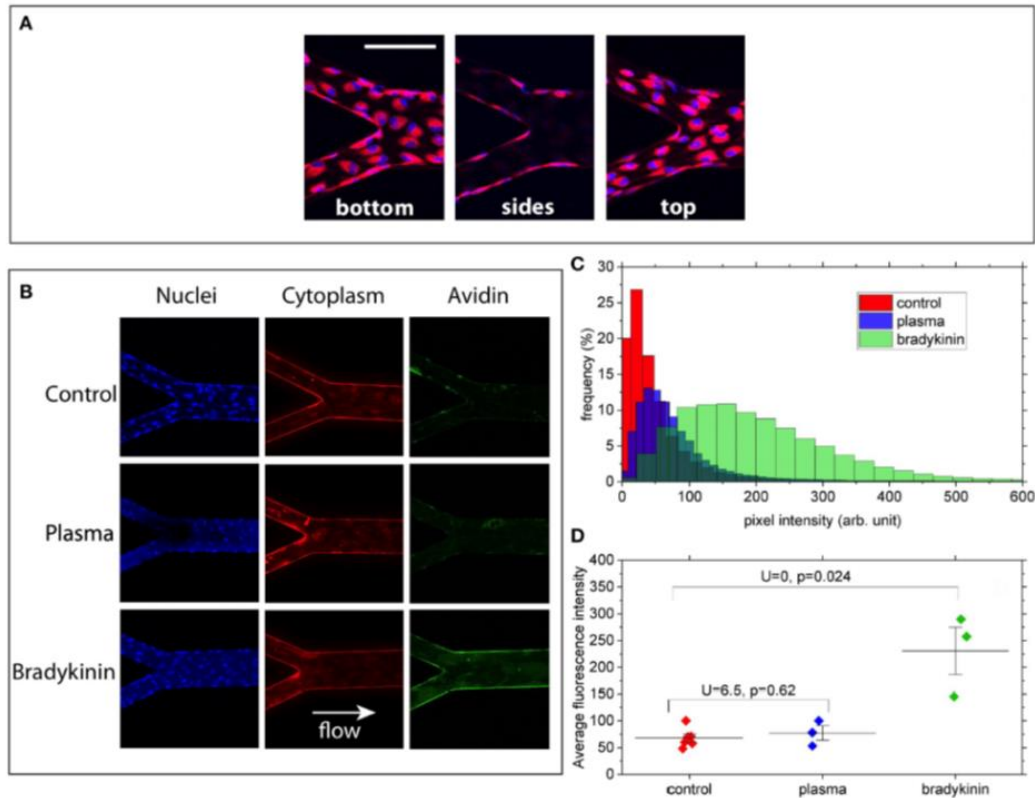 A
bottom sides top
B
Nuclei Cytoplasm Avidin
Control
Plasma
Bradykinin
flow
C
30
25
20
15
10
5
0
frequency (%)
control
plasma
bradykinin
0 100 200 300 400 500 600
pixel intensity (arb. unit)
D
400
350
300
250
200
150
100
50
0
Average fluorescence intensity
U=0, p=0.024
U=6.5, p=0.62
control plasma bradykinin